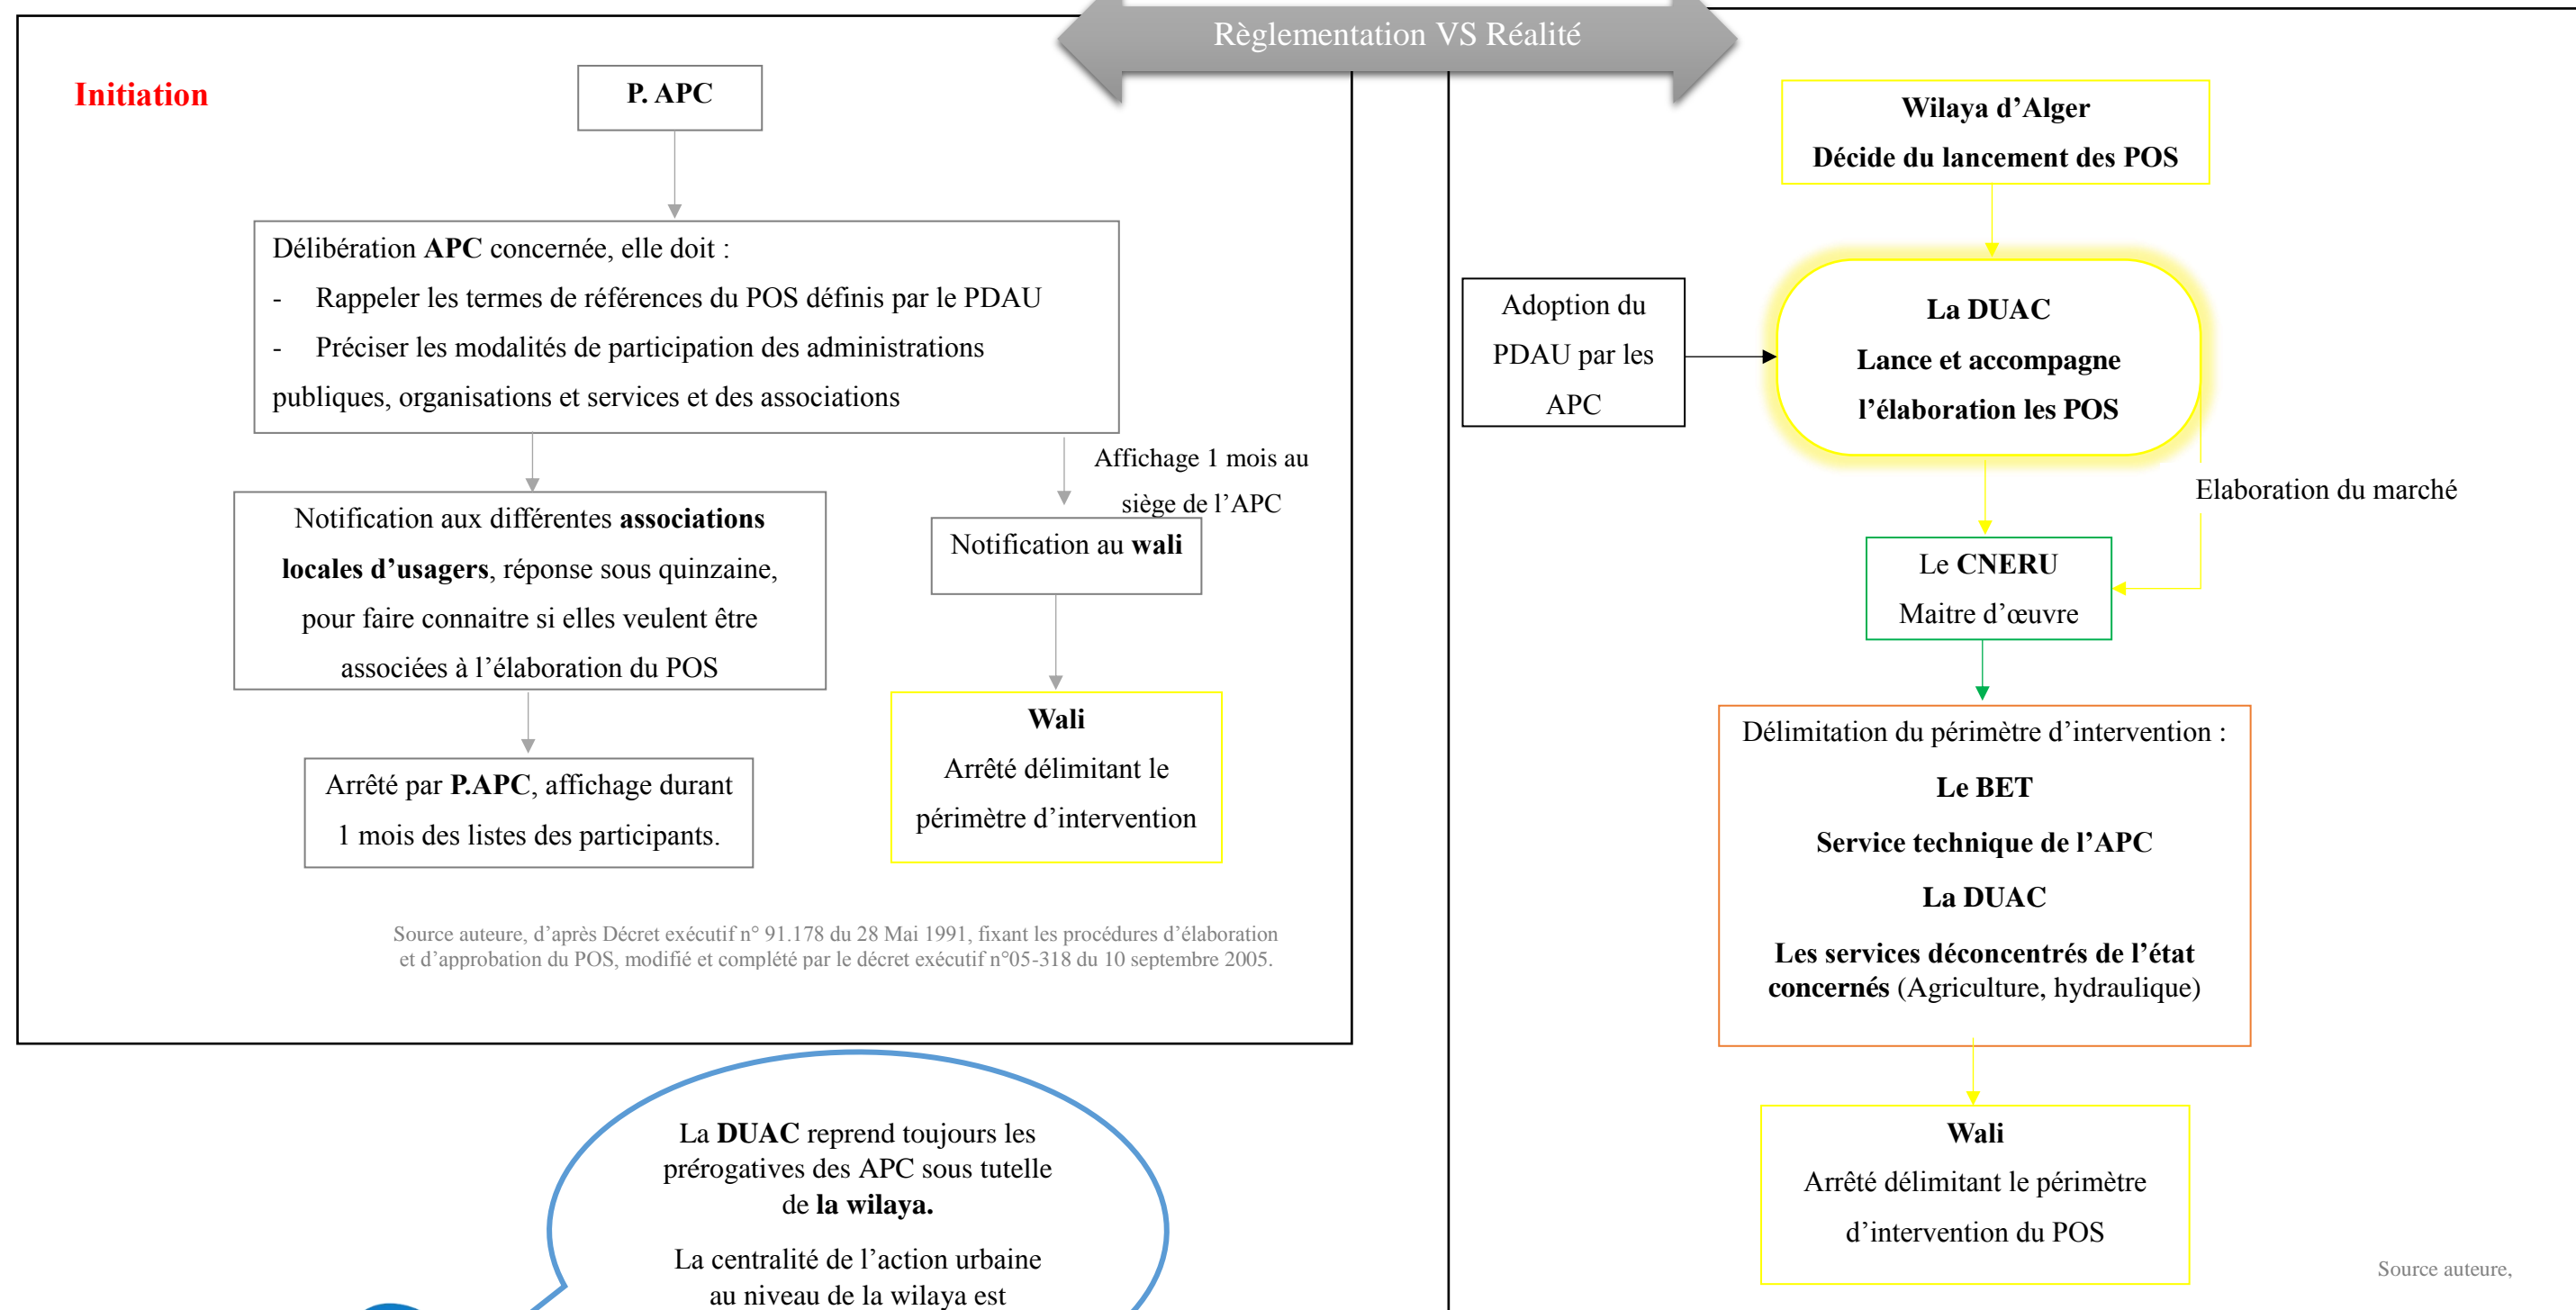 Règlementation VS Réalité
Initiation
P. APC
Délibération APC concernée, elle doit :
- Rappeler les termes de références du POS définis par le PDAU
- Préciser les modalités de participation des administrations
publiques, organisations et services et des associations
Affichage 1 mois au
siège de l’APC
Notification aux différentes associations
locales d’usagers, réponse sous quinzaine,
pour faire connaitre si elles veulent être
associées à l’élaboration du POS
Notification au wali
Arrêté par P.APC, affichage durant
1 mois des listes des participants.
Wali
Arrêté délimitant le
périmètre d’intervention
Source auteure, d’après Décret exécutif n° 91.178 du 28 Mai 1991, fixant les procédures d’élaboration
et d’approbation du POS, modifié et complété par le décret exécutif n°05-318 du 10 septembre 2005.
La DUAC reprend toujours les
prérogatives des APC sous tutelle
de la wilaya.
La centralité de l’action urbaine
au niveau de la wilaya est
Wilaya d’Alger
Décide du lancement des POS
Adoption du
PDAU par les
APC
La DUAC
Lance et accompagne
l’élaboration les POS
Elaboration du marché
Le CNERU
Maitre d’œuvre
Délimitation du périmètre d’intervention :
Le BET
Service technique de l’APC
La DUAC
Les services déconcentrés de l’état
concernés (Agriculture, hydraulique)
Wali
Arrêté délimitant le périmètre
d’intervention du POS
Source auteure,